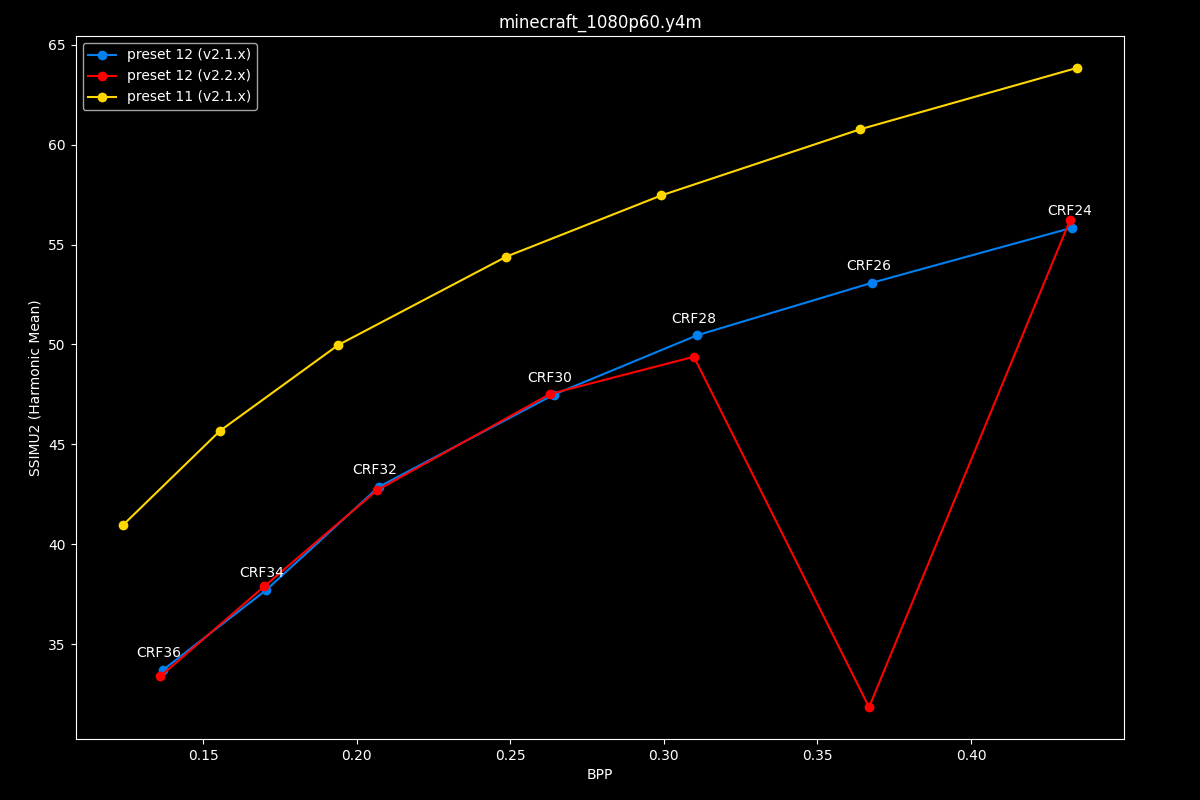 minecraft_1080p60.y4m
preset 12 (v2.1.x)
preset 12 (v2.2.x)
preset 11 (v2.1.x)
65
60
55
50
45
40
35
SSIMU2 (Harmonic Mean)
CRF24
CRF26
CRF28
CRF30
CRF32
CRF34
CRF36
0.15
0.20
0.25
0.30
0.35
0.40
BPP